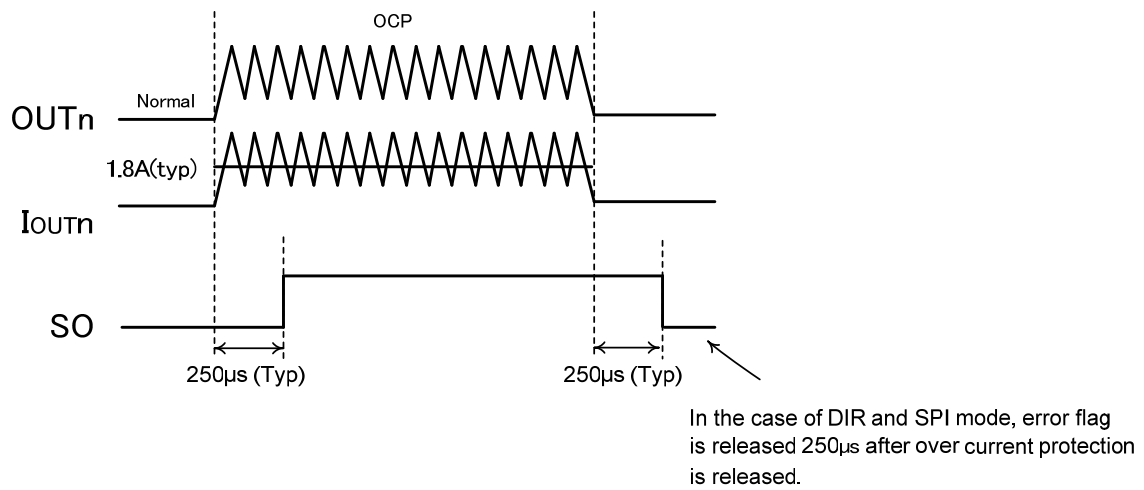 OCP
Normal
OUTn
1.8A(typ)
IOUTn
SO
250µs (Typ)
250µs (Typ)
In the case of DIR and SPI mode, error flag
is released 250µs after over current protection
is released.